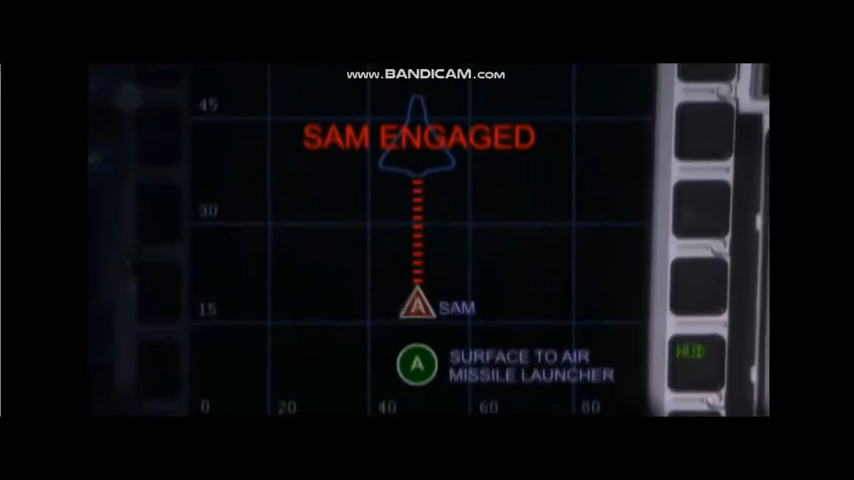 www.BANDICAM.com
45
SAM ENGAGED
30
15
A SAM
HUD
A SURFACE TO AIR
MISSILE LAUNCHER
0 20 40 60 80